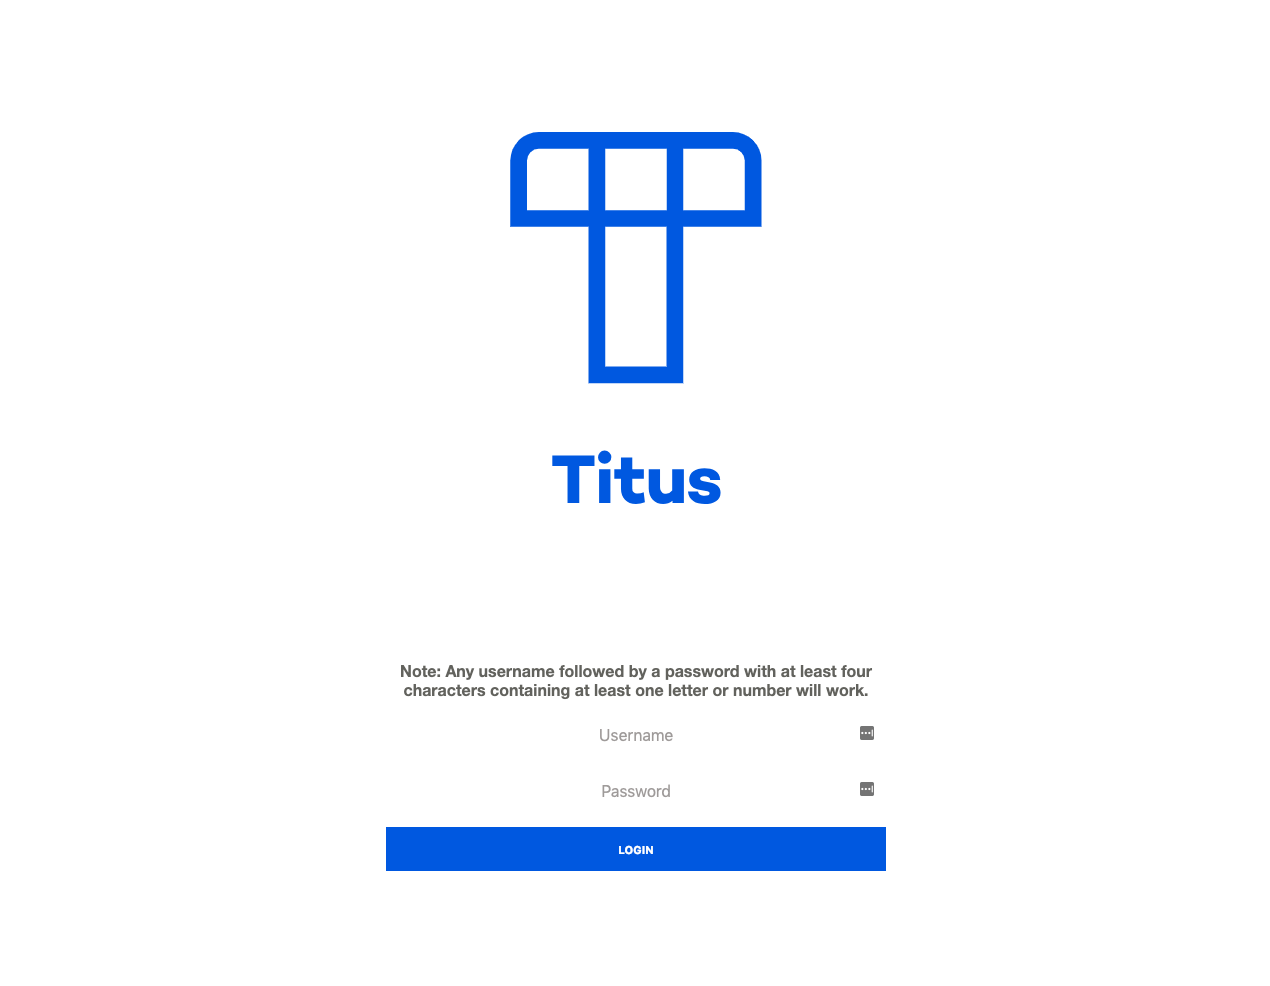 Titus
Note: Any username followed by a password with at least four
characters containing at least one letter or number will work.
Username
Password
LOGIN